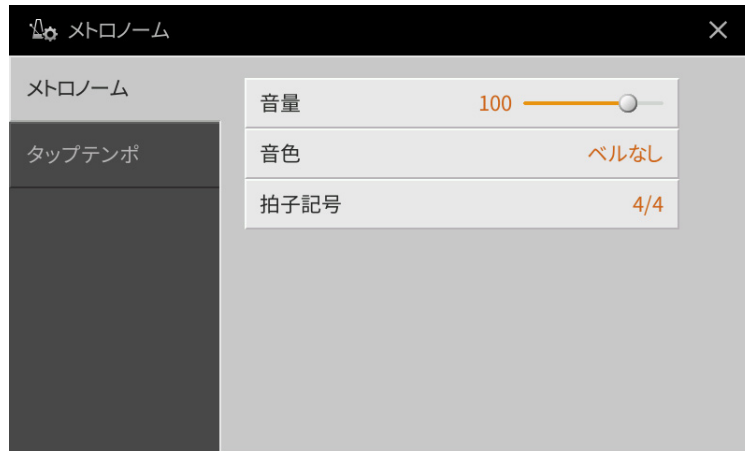 メトロノーム
メトロノーム
タップテンポ
音量 100
音色 ベルなし
拍子記号 4/4